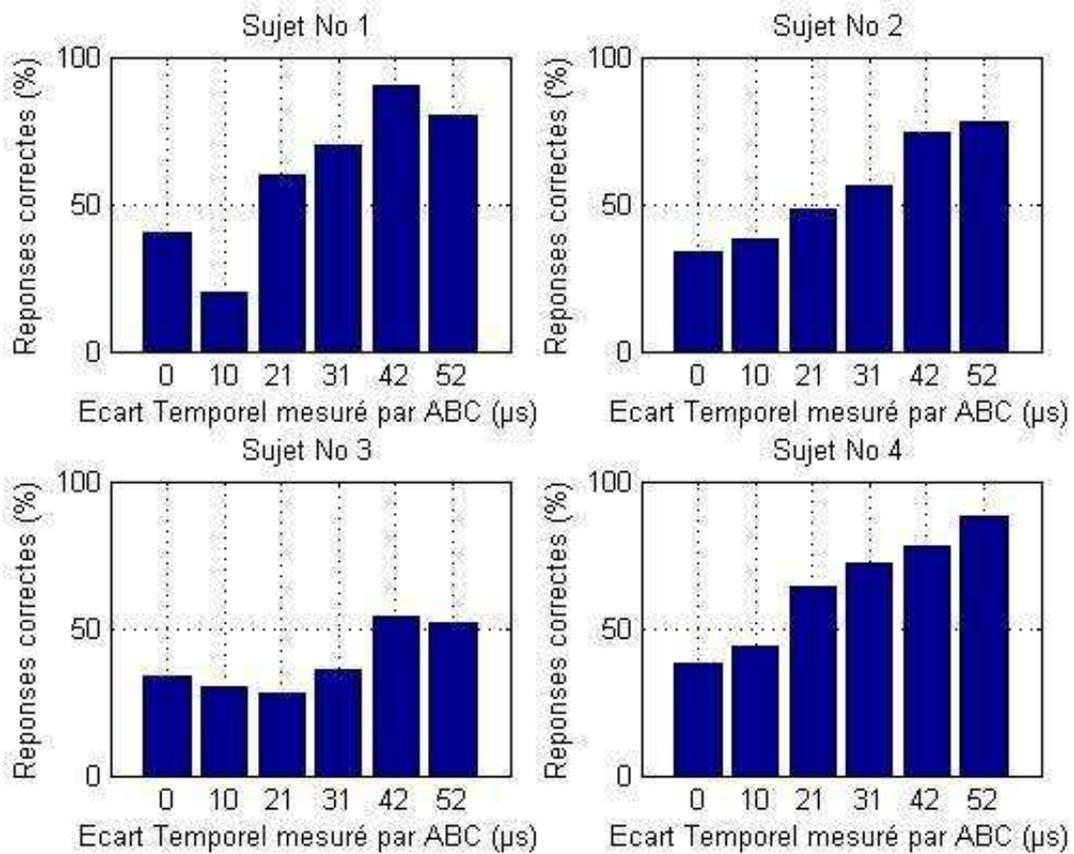 Sujet No 1
Reponses correctes (%)
100
50
0
0 10 21 31 42 52
Ecart Temporel mesuré par ABC (µs)
Sujet No 2
Reponses correctes (%)
100
50
0
0 10 21 31 42 52
Ecart Temporel mesuré par ABC (µs)
Sujet No 3
Reponses correctes (%)
100
50
0
0 10 21 31 42 52
Ecart Temporel mesuré par ABC (µs)
Sujet No 4
Reponses correctes (%)
100
50
0
0 10 21 31 42 52
Ecart Temporel mesuré par ABC (µs)